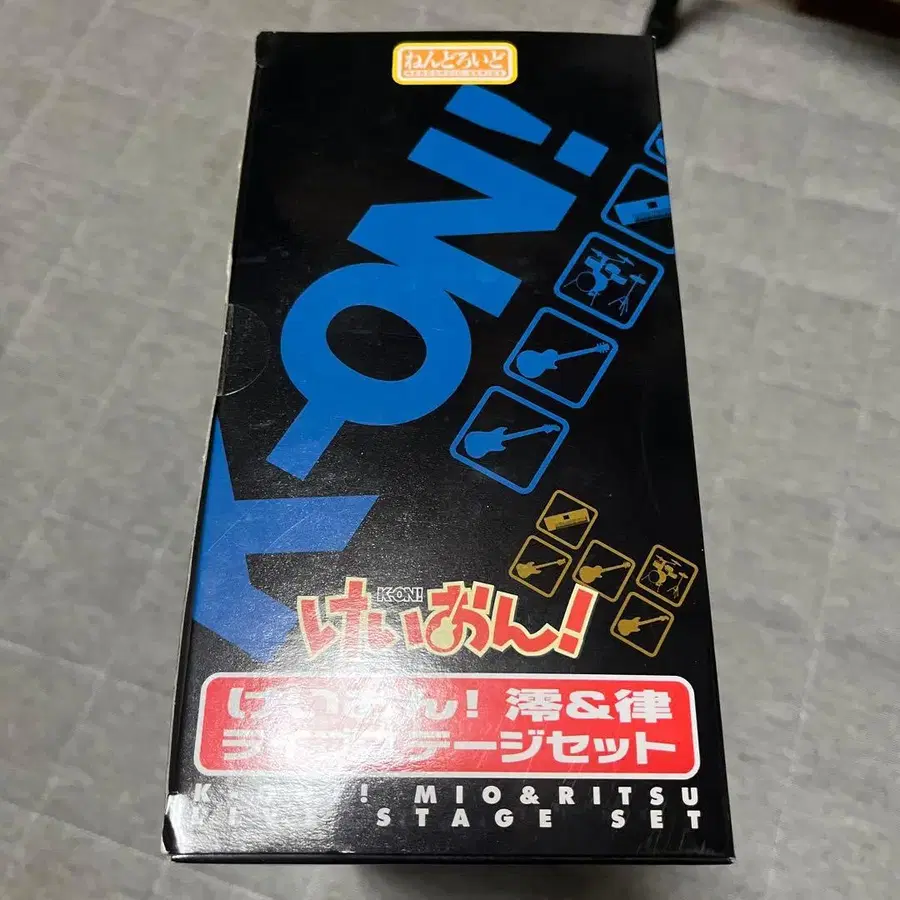 ねんどろいど
K-ON!
K-ON!
けいおん!
けいおん! 澪&律
ライブステージセット
K-ON! MIO&RITSU
LIVE STAGE SET